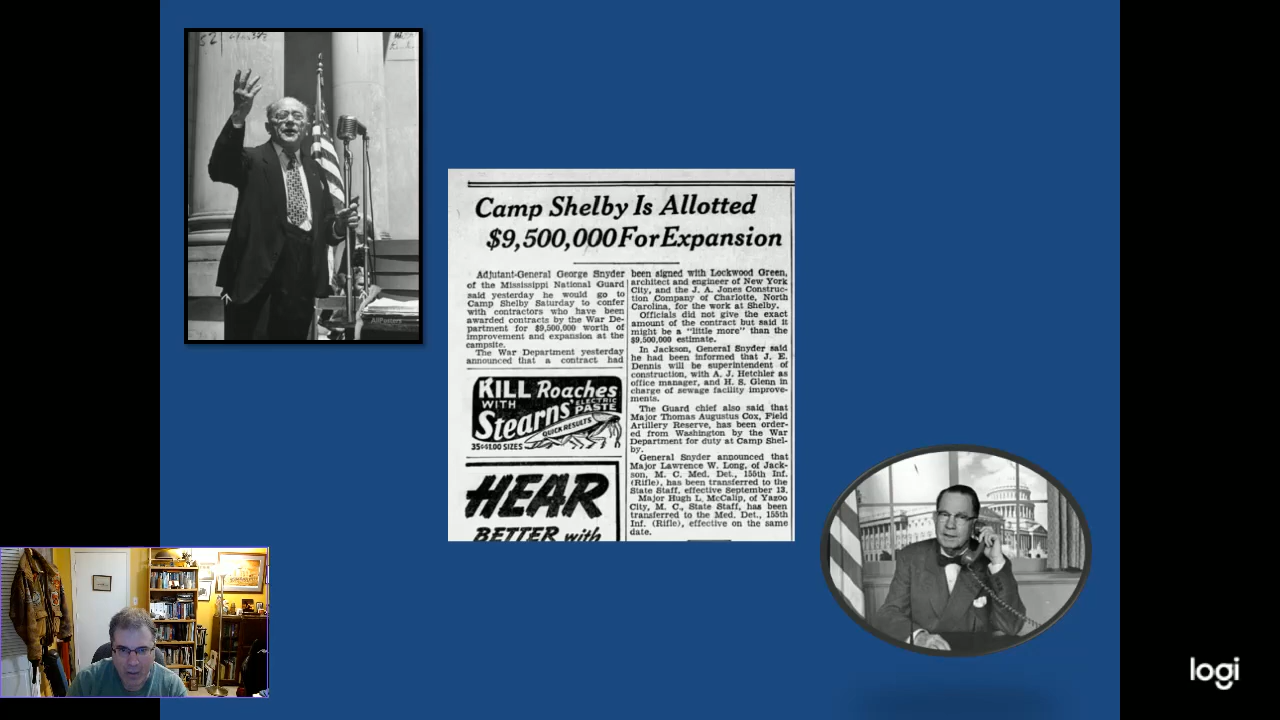 52
AllPosters
Camp Shelby Is Allotted
$9,500,000 For Expansion
Adjutant-General George Snyder
of the Mississippi National Guard
said yesterday he would go to
Camp Shelby Saturday to confer
with contractors who have been
awarded contracts by the War De-
partment for $9,500,000 worth of
improvement and expansion at the
campsite.
The War Department yesterday
announced that a contract had
been signed with Lockwood Green,
architect and engineer of New York
City, and the J. A. Jones Construc-
tion Company of Charlotte, North
Carolina, for the work at Shelby.
Officials did not give the exact
amount of the contract but said it
might be a "little more" than the
$9,500,000 estimate.
In Jackson, General Snyder said
he had been informed that J. E.
Dennis will be superintendent of
construction, with A. J. Hetchler as
office manager, and H. S. Glenn in
charge of sewage facility improve-
ments.
The Guard chief also said that
Major Thomas Augustus Cox, Field
Artillery Reserve, has been order-
ed from Washington by the War
Department for duty at Camp Shel-
by.
General Snyder announced that
Major Lawrence W. Long, of Jack-
son, M. C. Med. Det., 155th Inf.
(Rifle), has been transferred to the
State Staff, effective September 13.
Major Hugh L. McCalip, of Yazoo
City, M. C., State Staff, has been
transferred to the Med. Det., 155th
Inf. (Rifle), effective on the same
date.
KILL Roaches
WITH ELECTRIC
Stearns' PASTE
QUICK RESULTS
35¢ & $1.00 SIZES
HEAR
BETTER with
logi